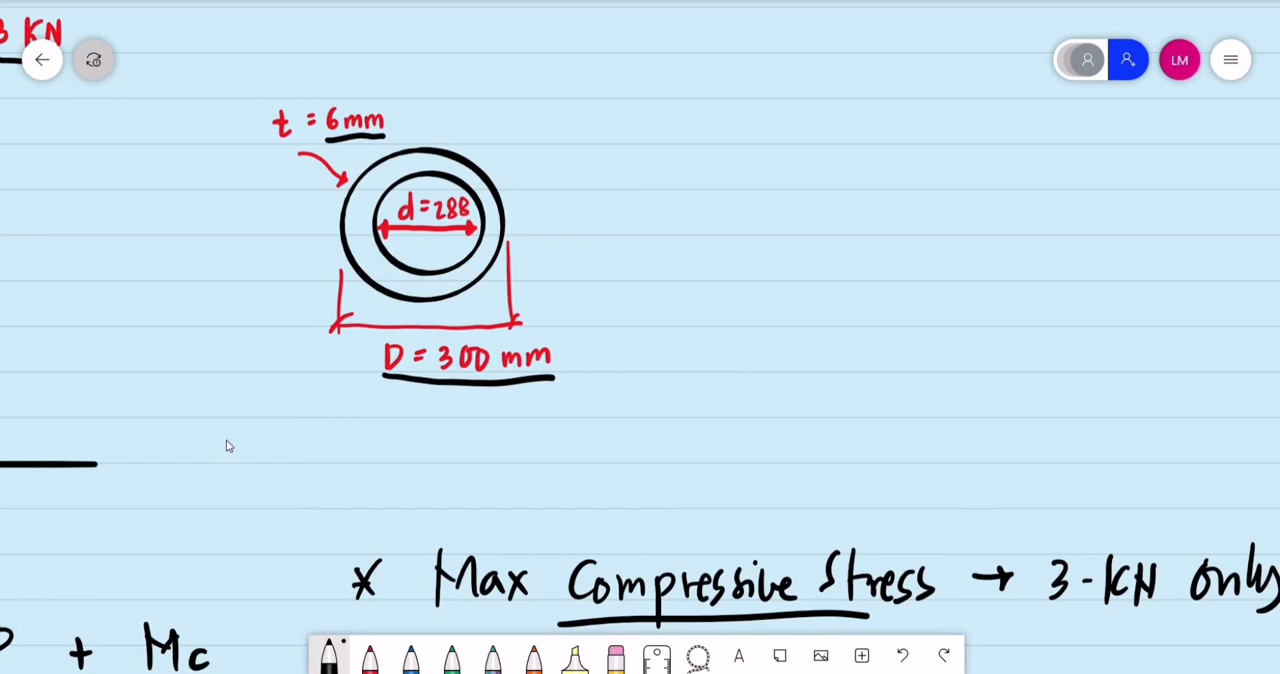 3 KN
LM
t = 6mm
d=288
D = 300 mm
* Max Compressive Stress → 3-KN only
P + Mc
A